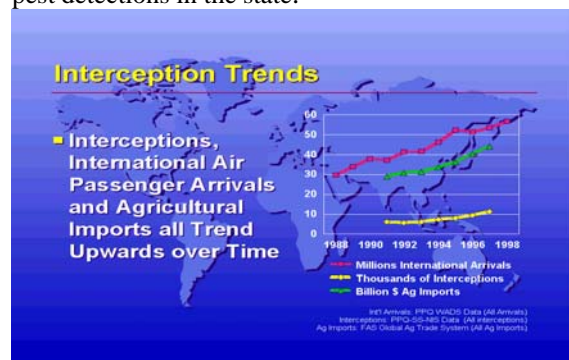 pest detections in the state.
Interception Trends
Interceptions,
International Air
Passenger Arrivals
and Agricultural
Imports all Trend
Upwards over Time
60
50
40
30
20
10
0
1988 1990 1992 1994 1996 1998
Millions International Arrivals
Thousands of Interceptions
Billion $ Ag Imports
Int'l Arrivals: PPQ WADS Data (All Arrivals)
Interceptions: PPQ-SS-NIS Data (All interceptions)
Ag Imports: FAS Global Ag Trade System (All Ag Imports)